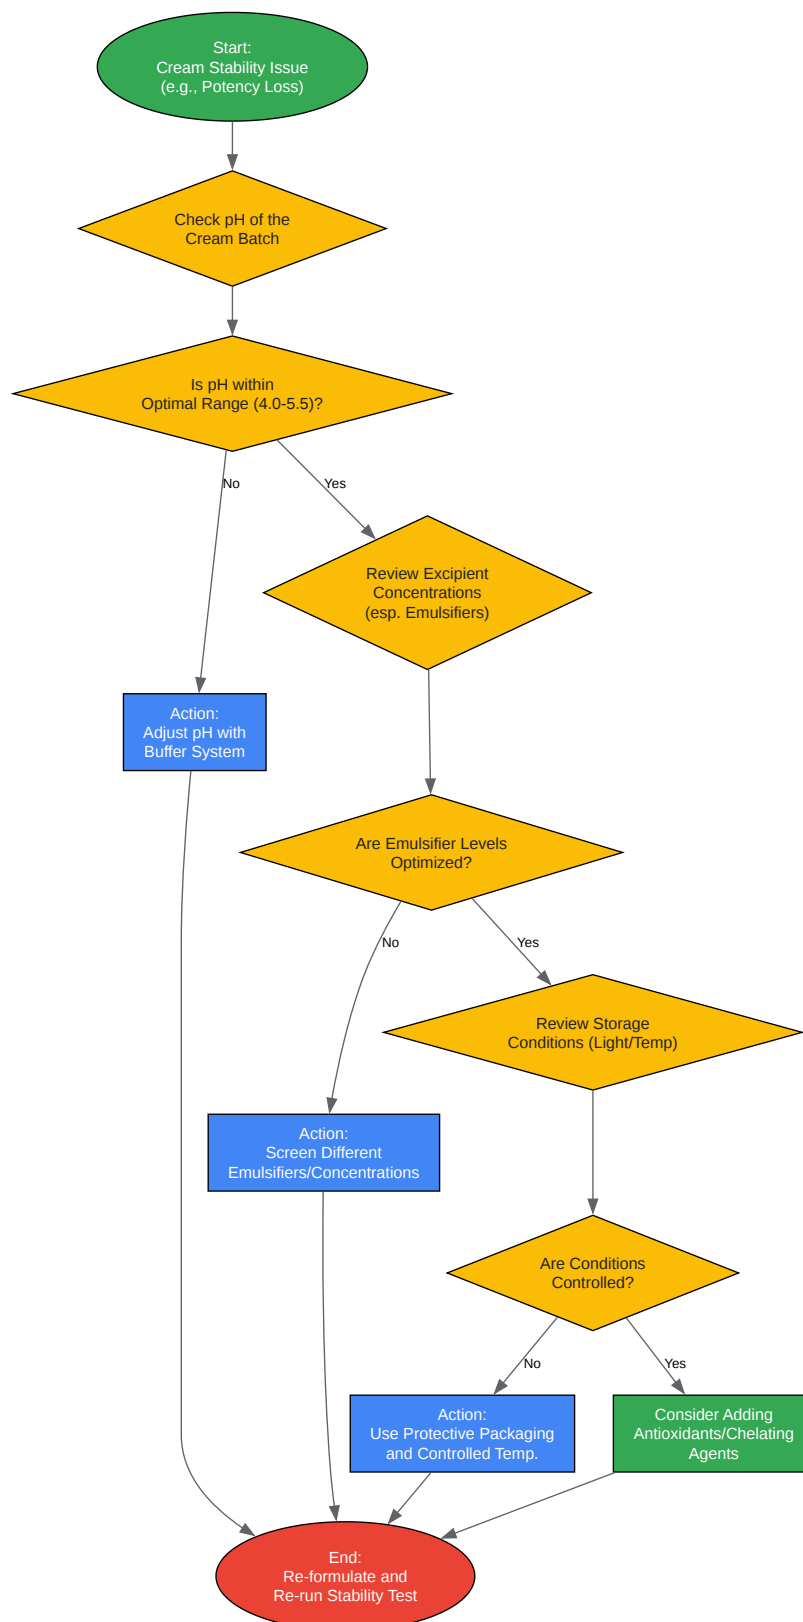 Start:
Cream Stability Issue
(e.g., Potency Loss)
Check pH of the
Cream Batch
Is pH within
Optimal Range (4.0-5.5)?
No
Yes
Review Excipient
Concentrations
(esp. Emulsifiers)
Action:
Adjust pH with
Buffer System
Are Emulsifier Levels
Optimized?
No
Yes
Review Storage
Conditions (Light/Temp)
Action:
Screen Different
Emulsifiers/Concentrations
Are Conditions
Controlled?
No
Yes
Action:
Use Protective Packaging
and Controlled Temp.
Consider Adding
Antioxidants/Chelating
Agents
End:
Re-formulate and
Re-run Stability Test